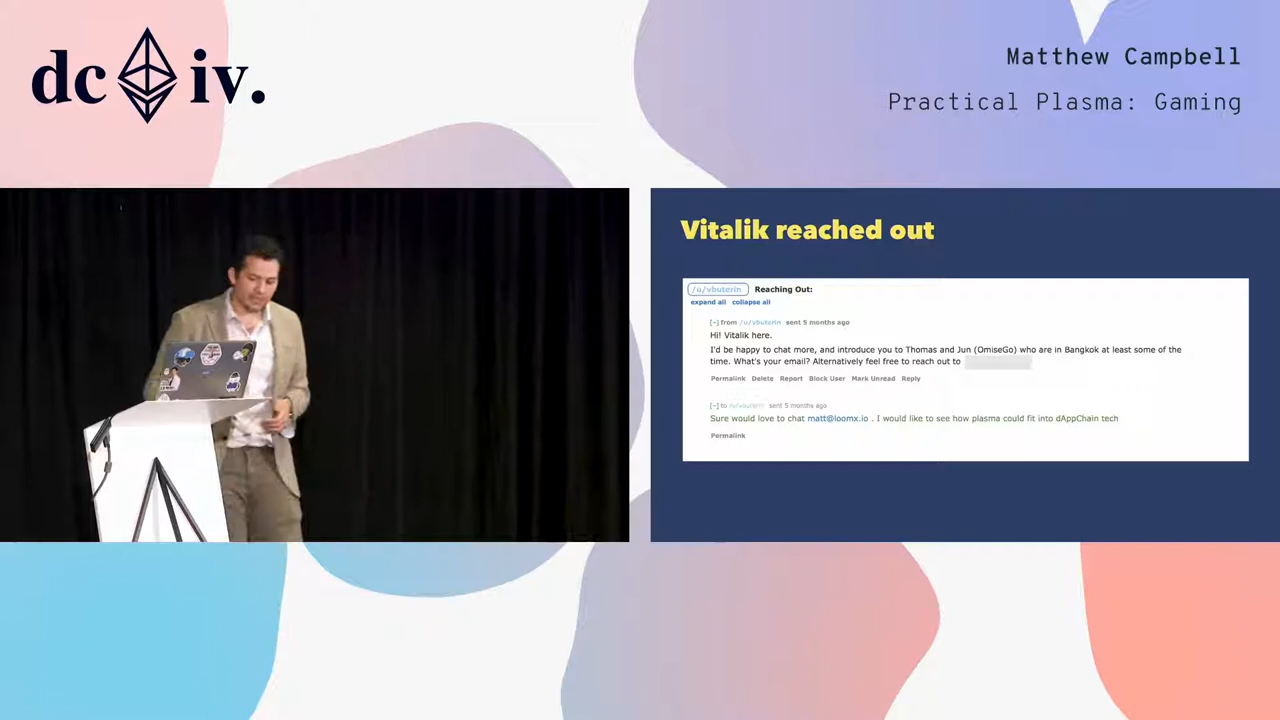 dc iv.
Matthew Campbell
Practical Plasma: Gaming
Vitalik reached out
/u/vbuterin Reaching Out:
expand all collapse all
[-] from /u/vbuterin sent 5 months ago
Hi! Vitalik here.
I'd be happy to chat more, and introduce you to Thomas and Jun (OmiseGo) who are in Bangkok at least some of the
time. What's your email? Alternatively feel free to reach out to
Permalink Delete Report Block User Mark Unread Reply
[-] to /u/vbuterin sent 5 months ago
Sure would love to chat matt@loomx.io . I would like to see how plasma could fit into dAppChain tech
Permalink